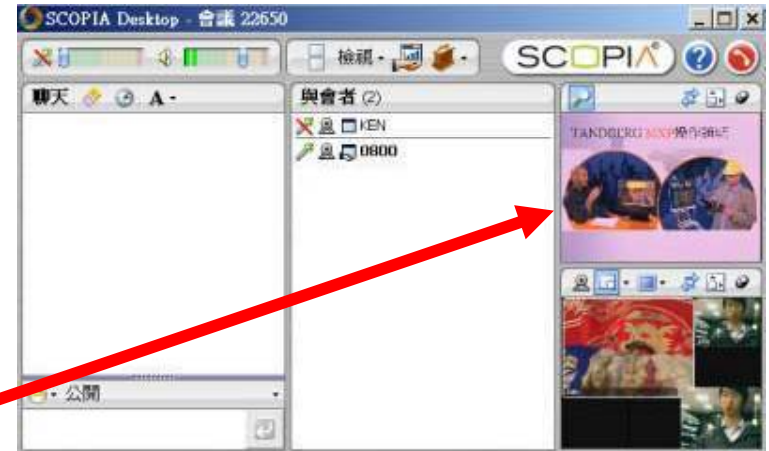 SCOPIA Desktop - 會議 22650
檢視
SCOPIA
聊天
A
與會者 (2)
KEN
0800
TANDBERG MXP
公開